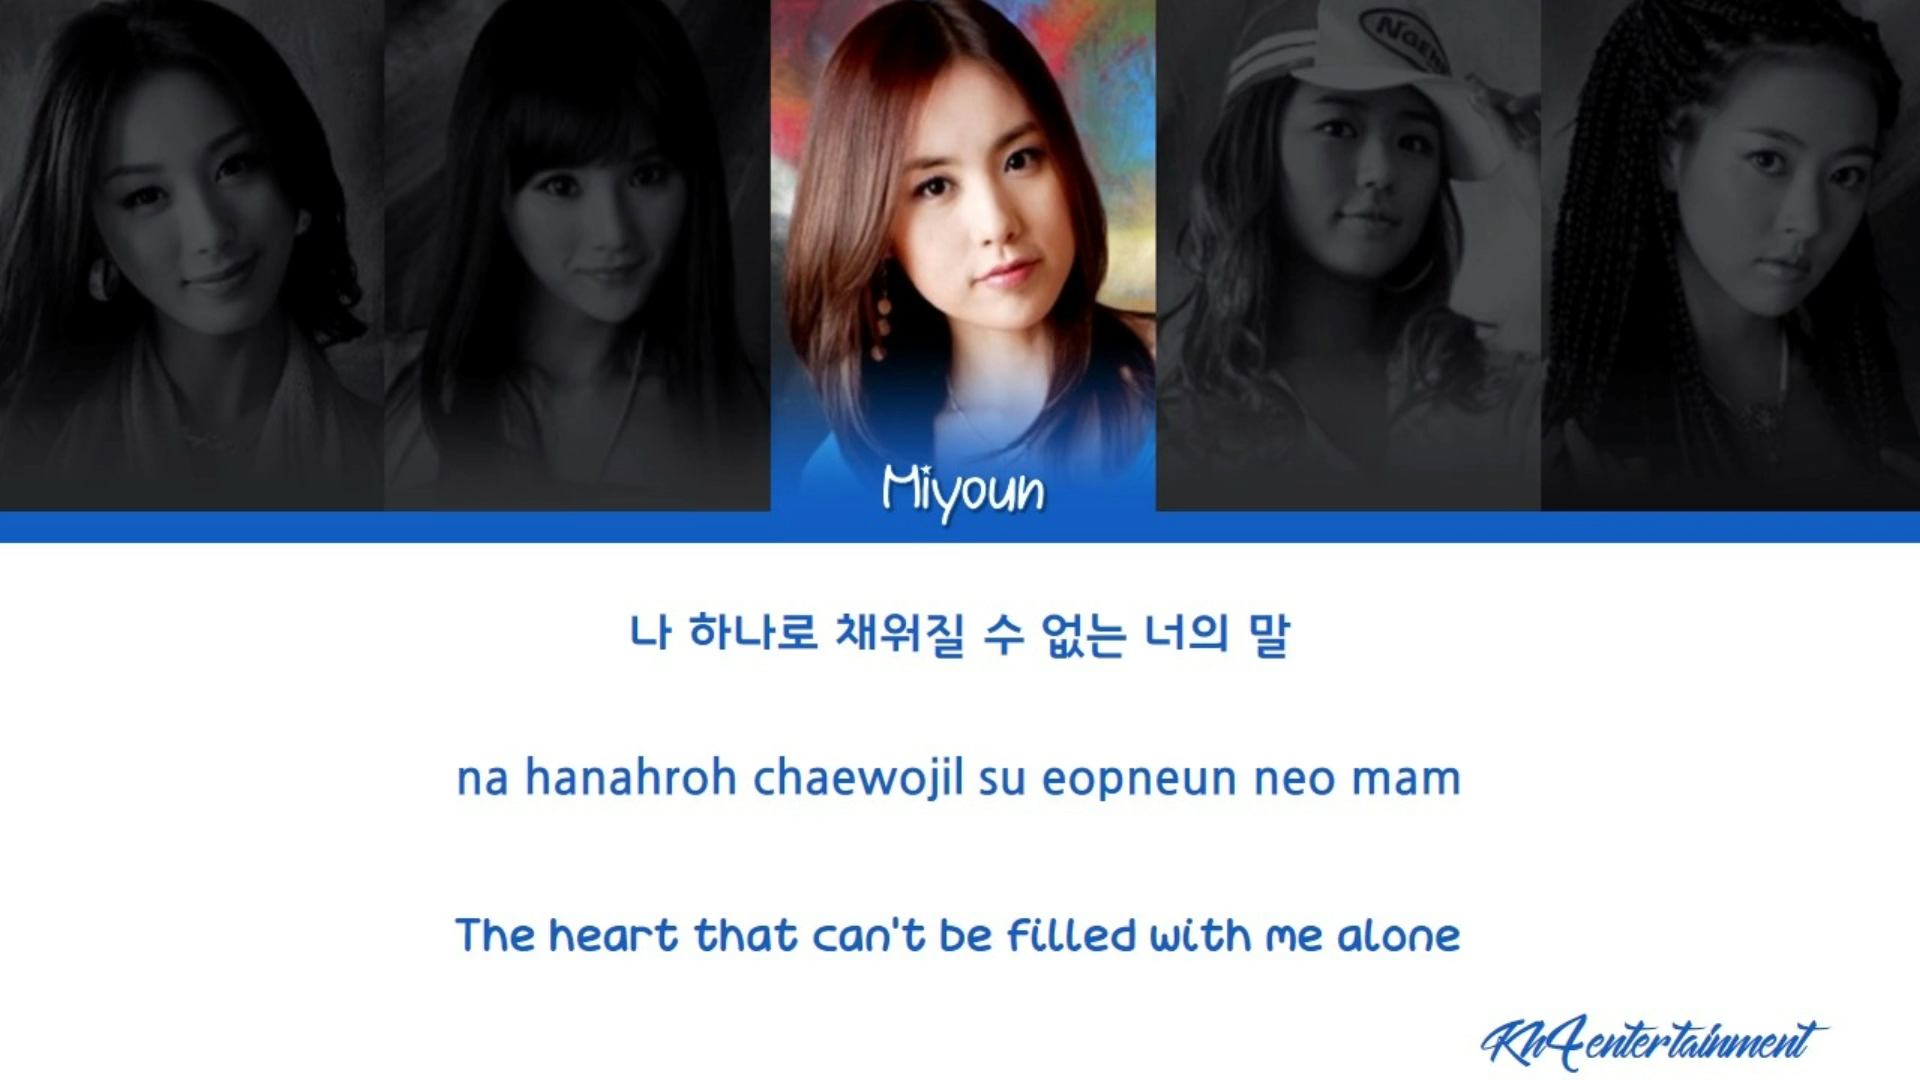 NGEN
Miyoun
나 하나로 채워질 수 없는 너의 말
na hanahroh chaewojil su eopneun neo mam
The heart that can't be filled with me alone
Kh4entertainment